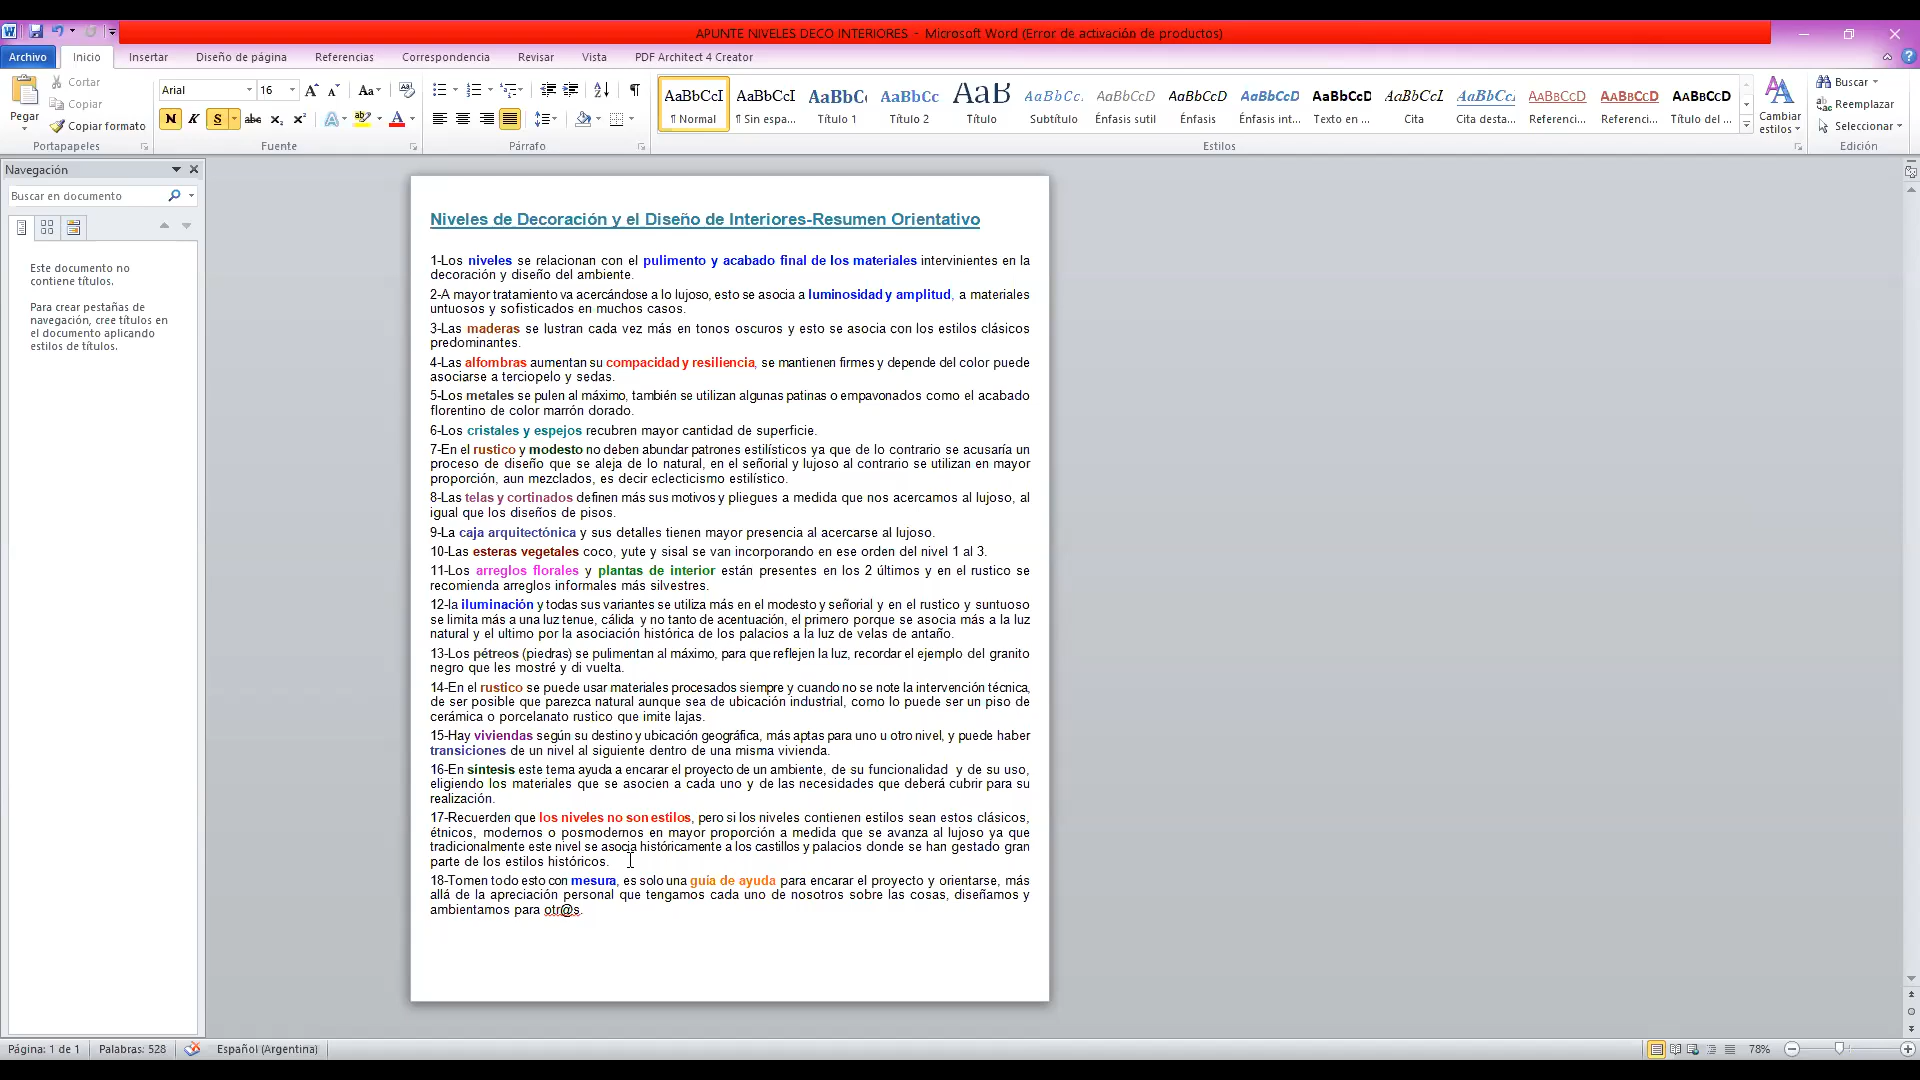 APUNTE NIVELES DECO INTERIORES - Microsoft Word (Error de activación de productos)
Archivo Inicio Insertar Diseño de página Referencias Correspondencia Revisar Vista PDF Architect 4 Creator
Pegar
Cortar
Copiar
Copiar formato
Portapapeles
Arial 16
Fuente
Párrafo
AaBbCcI AaBbCcI AaBbC AaBbCc AaB AaBbCc. AaBbCcD AaBbCcD AaBbCcD AaBbCcD AaBbCcI AaBbCcD AaBbCcD AaBbCcD AaBbCcD
¶ Normal ¶ Sin espa... Título 1 Título 2 Título Subtítulo Énfasis sutil Énfasis Énfasis int... Texto en ... Cita Cita desta... Referenci... Referenci... Título del ...
Estilos
Cambiar estilos
Buscar
Reemplazar
Seleccionar
Edición
Navegación
Buscar en documento
Este documento no
contiene títulos.
Para crear pestañas de
navegación, cree títulos en
el documento aplicando
estilos de títulos.
Niveles de Decoración y el Diseño de Interiores-Resumen Orientativo
1-Los niveles se relacionan con el pulimento y acabado final de los materiales intervinientes en la
decoración y diseño del ambiente.
2-A mayor tratamiento va acercándose a lo lujoso, esto se asocia a luminosidad y amplitud, a materiales
untuosos y sofisticados en muchos casos.
3-Las maderas se lustran cada vez más en tonos oscuros y esto se asocia con los estilos clásicos
predominantes.
4-Las alfombras aumentan su compacidad y resiliencia, se mantienen firmes y depende del color puede
asociarse a terciopelo y sedas.
5-Los metales se pulen al máximo, también se utilizan algunas patinas o empavonados como el acabado
florentino de color marrón dorado.
6-Los cristales y espejos recubren mayor cantidad de superficie.
7-En el rustico y modesto no deben abundar patrones estilísticos ya que de lo contrario se acusaría un
proceso de diseño que se aleja de lo natural, en el señorial y lujoso al contrario se utilizan en mayor
proporción, aun mezclados, es decir eclecticismo estilístico.
8-Las telas y cortinados definen más sus motivos y pliegues a medida que nos acercamos al lujoso, al
igual que los diseños de pisos.
9-La caja arquitectónica y sus detalles tienen mayor presencia al acercarse al lujoso.
10-Las esteras vegetales coco, yute y sisal se van incorporando en ese orden del nivel 1 al 3.
11-Los arreglos florales y plantas de interior están presentes en los 2 últimos y en el rustico se
recomienda arreglos informales más silvestres.
12-la iluminación y todas sus variantes se utiliza más en el modesto y señorial y en el rustico y suntuoso
se limita más a una luz tenue, cálida y no tanto de acentuación, el primero porque se asocia más a la luz
natural y el ultimo por la asociación histórica de los palacios a la luz de velas de antaño.
13-Los pétreos (piedras) se pulimentan al máximo, para que reflejen la luz, recordar el ejemplo del granito
negro que les mostré y di vuelta.
14-En el rustico se puede usar materiales procesados siempre y cuando no se note la intervención técnica,
de ser posible que parezca natural aunque sea de ubicación industrial, como lo puede ser un piso de
cerámica o porcelanato rustico que imite lajas.
15-Hay viviendas según su destino y ubicación geográfica, más aptas para uno u otro nivel, y puede haber
transiciones de un nivel al siguiente dentro de una misma vivienda.
16-En síntesis este tema ayuda a encarar el proyecto de un ambiente, de su funcionalidad y de su uso,
eligiendo los materiales que se asocien a cada uno y de las necesidades que deberá cubrir para su
realización.
17-Recuerden que los niveles no son estilos, pero si los niveles contienen estilos sean estos clásicos,
étnicos, modernos o posmodernos en mayor proporción a medida que se avanza al lujoso ya que
tradicionalmente este nivel se asocia históricamente a los castillos y palacios donde se han gestado gran
parte de los estilos históricos.
18-Tomen todo esto con mesura, es solo una guía de ayuda para encarar el proyecto y orientarse, más
allá de la apreciación personal que tengamos cada uno de nosotros sobre las cosas, diseñamos y
ambientamos para otr@s.
Página: 1 de 1 Palabras: 528 Español (Argentina) 78%